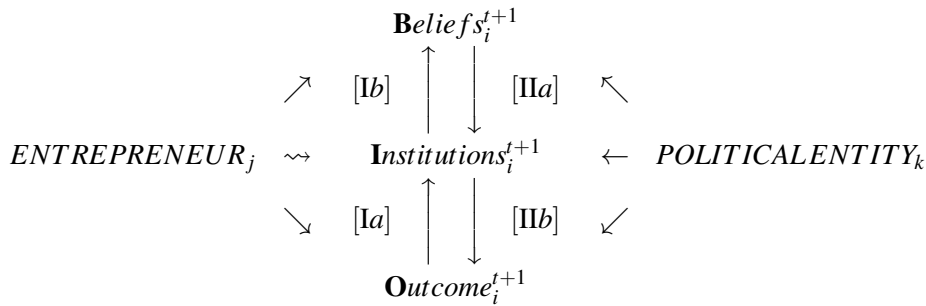 Beliefs_i^{t+1}
↗ [Ib] ↑ ↓ [IIa] ↖
ENTREPRENEUR_j ⇝ Institutions_i^{t+1} ← POLITICALENTITY_k
↘ [Ia] ↑ ↓ [IIb] ↙
Outcome_i^{t+1}